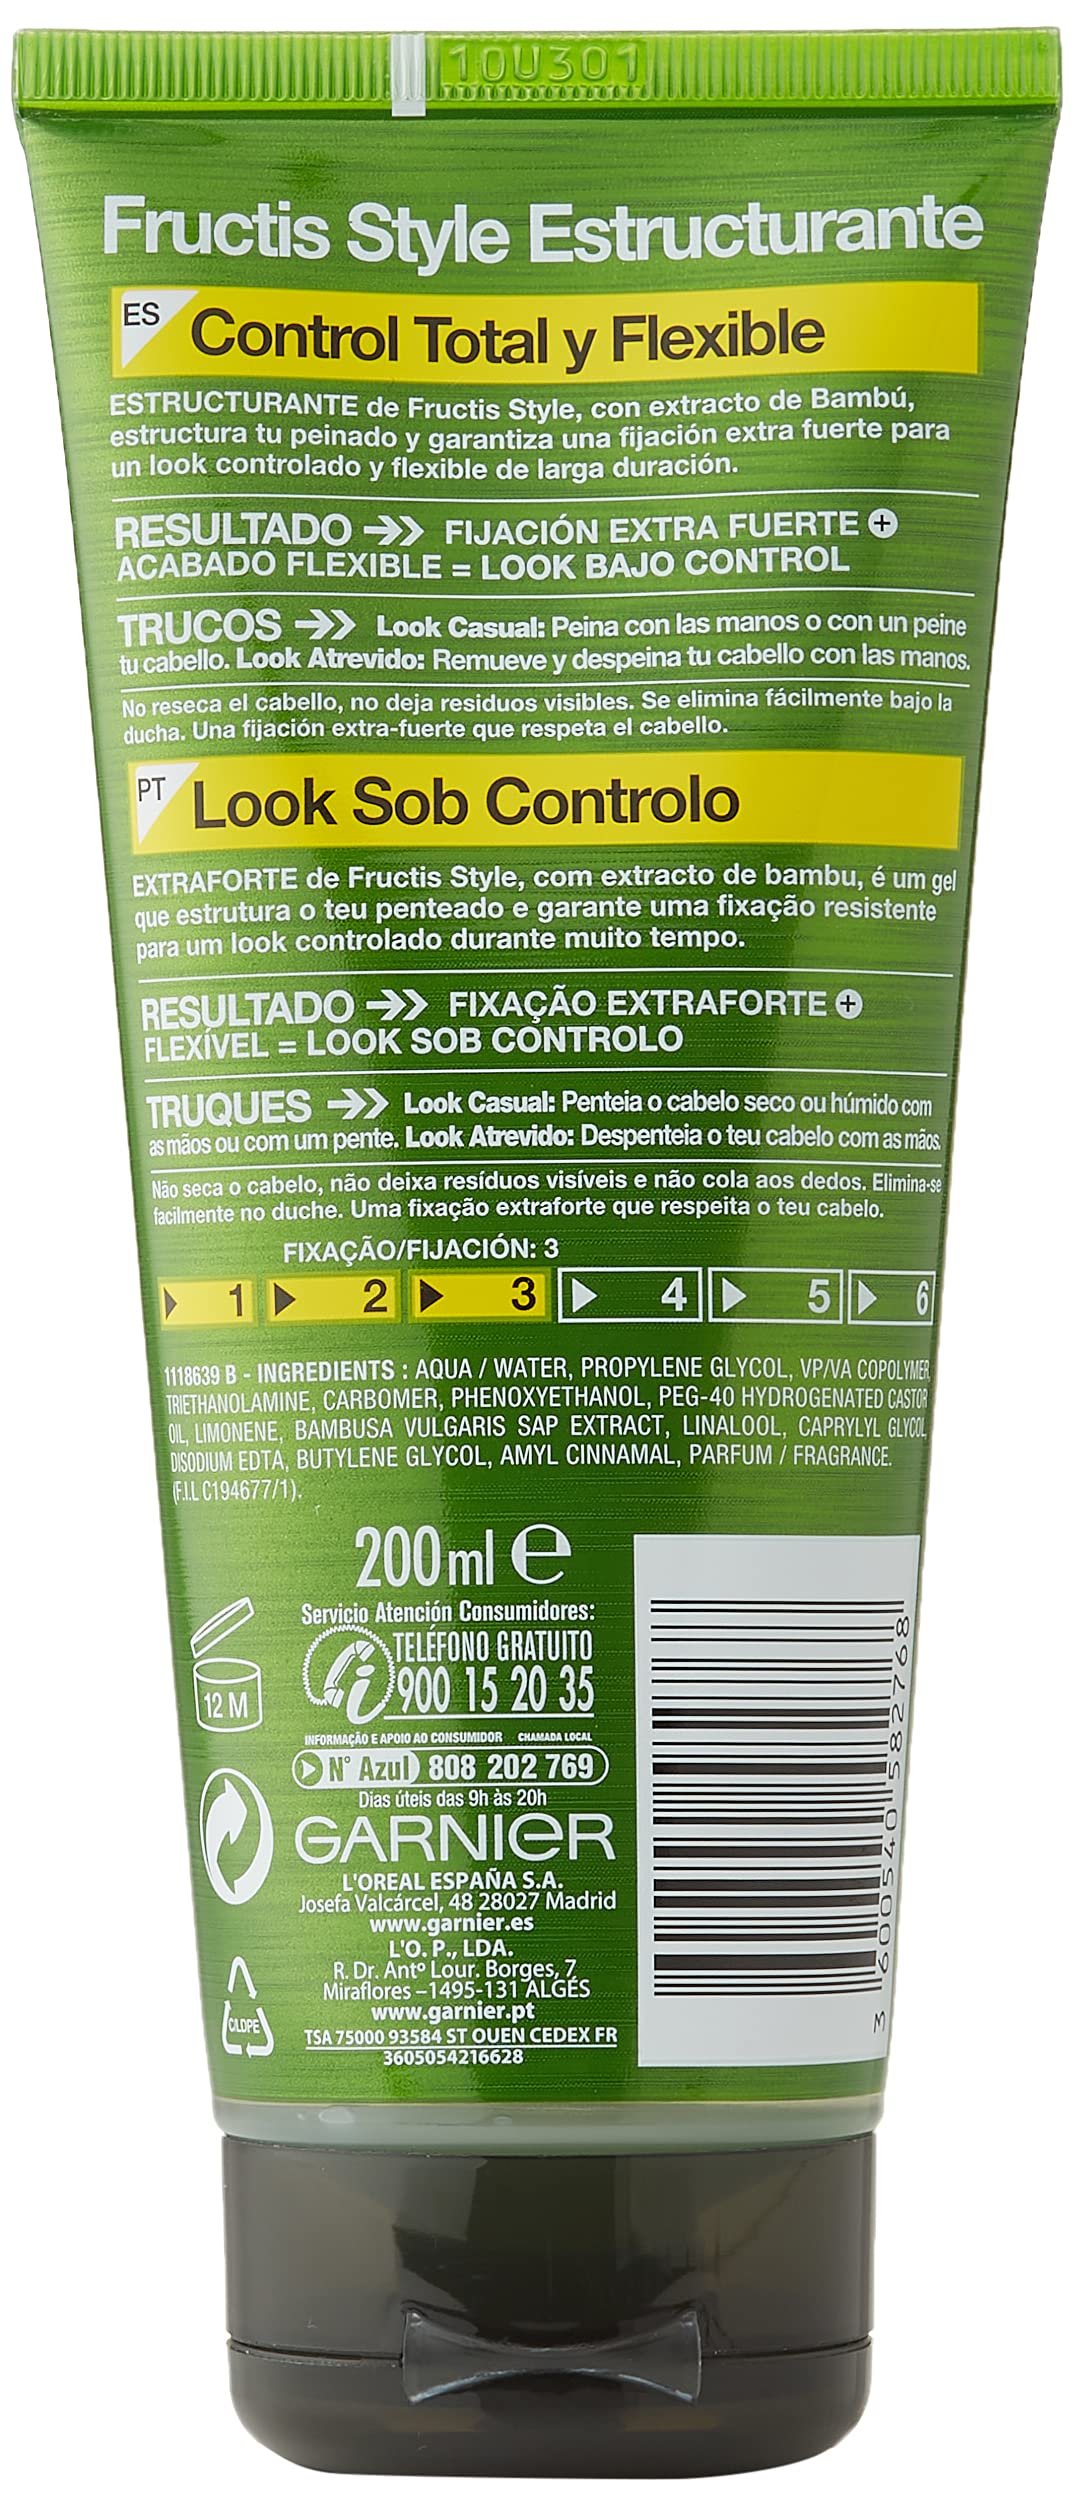 10U301
Fructis Style Estructurante
ES
Control Total y Flexible
ESTRUCTURANTE de Fructis Style, con extracto de Bambú,
estructura tu peinado y garantiza una fijación extra fuerte para
un look controlado y flexible de larga duración.
RESULTADO →» FIJACIÓN EXTRA FUERTE +
ACABADO FLEXIBLE = LOOK BAJO CONTROL
TRUCOS →» Look Casual: Peina con las manos o con un peine
tu cabello. Look Atrevido: Remueve y despeina tu cabello con las manos.
No reseca el cabello, no deja residuos visibles. Se elimina fácilmente bajo la
ducha. Una fijación extra-fuerte que respeta el cabello.
PT
Look Sob Controlo
EXTRAFORTE de Fructis Style, com extracto de bambu, é um gel
que estrutura o teu penteado e garante uma fixação resistente
para um look controlado durante muito tempo.
RESULTADO →» FIXAÇÃO EXTRAFORTE +
FLEXÍVEL = LOOK SOB CONTROLO
TRUQUES →» Look Casual: Penteia o cabelo seco ou húmido com
as mãos ou com um pente. Look Atrevido: Despenteia o teu cabelo com as mãos.
Não seca o cabelo, não deixa resíduos visíveis e não cola aos dedos. Elimina-se
facilmente no duche. Uma fixação extraforte que respeita o teu cabelo.
FIXAÇÃO/FIJACIÓN: 3
1 2 3 4 5 6
1118639 B - INGREDIENTS : AQUA / WATER, PROPYLENE GLYCOL, VP/VA COPOLYMER,
TRIETHANOLAMINE, CARBOMER, PHENOXYETHANOL, PEG-40 HYDROGENATED CASTOR
OIL, LIMONENE, BAMBUSA VULGARIS SAP EXTRACT, LINALOOL, CAPRYLYL GLYCOL,
DISODIUM EDTA, BUTYLENE GLYCOL, AMYL CINNAMAL, PARFUM / FRAGRANCE.
(F.I.L C194677/1).
200 ml e
Servicio Atención Consumidores:
TELÉFONO GRATUITO
900 15 20 35
12 M
INFORMAÇÃO E APOIO AO CONSUMIDOR CHAMADA LOCAL
N° Azul 808 202 769
Dias úteis das 9h às 20h
GARNIER
L'OREAL ESPAÑA S.A.
Josefa Valcárcel, 48 28027 Madrid
www.garnier.es
L'O. P., LDA.
R. Dr. Antº Lour. Borges, 7
Miraflores –1495-131 ALGÉS
www.garnier.pt
C/LDPE
TSA 75000 93584 ST OUEN CEDEX FR
3605054216628
3 600540 582768